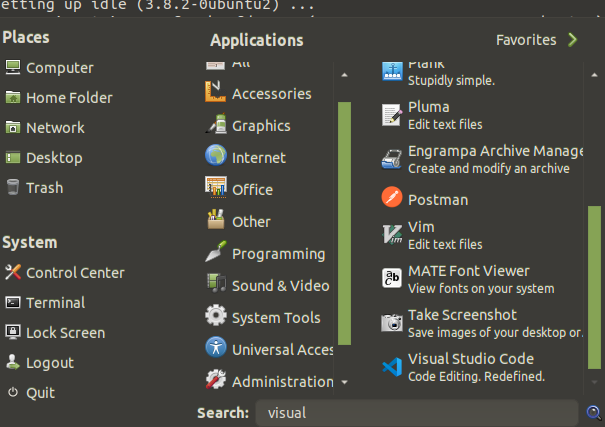 etting up idle (3.8.2-0ubuntu2) ...
Places
Computer
Home Folder
Network
Desktop
Trash
System
Control Center
Terminal
Lock Screen
Logout
Quit
Applications
All
Accessories
Graphics
Internet
Office
Other
Programming
Sound & Video
System Tools
Universal Acces
Administration
Favorites
Plank
Stupidly simple.
Pluma
Edit text files
Engrampa Archive Manage
Create and modify an archive
Postman
Vim
Edit text files
MATE Font Viewer
View fonts on your system
Take Screenshot
Save images of your desktop or.
Visual Studio Code
Code Editing. Redefined.
Search: visual